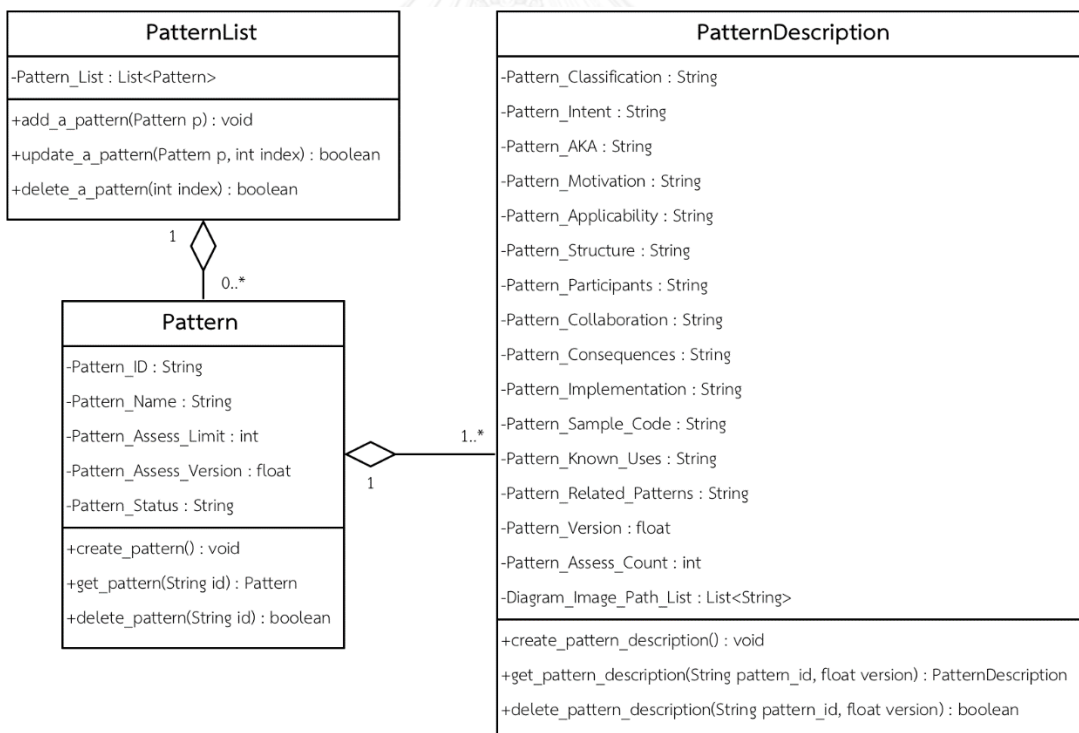 PatternList
-Pattern_List : List<Pattern>
+add_a_pattern(Pattern p) : void
+update_a_pattern(Pattern p, int index) : boolean
+delete_a_pattern(int index) : boolean
1
0..*
Pattern
-Pattern_ID : String
-Pattern_Name : String
-Pattern_Assess_Limit : int
-Pattern_Assess_Version : float
-Pattern_Status : String
+create_pattern() : void
+get_pattern(String id) : Pattern
+delete_pattern(String id) : boolean
1
1..*
PatternDescription
-Pattern_Classification : String
-Pattern_Intent : String
-Pattern_AKA : String
-Pattern_Motivation : String
-Pattern_Applicability : String
-Pattern_Structure : String
-Pattern_Participants : String
-Pattern_Collaboration : String
-Pattern_Consequences : String
-Pattern_Implementation : String
-Pattern_Sample_Code : String
-Pattern_Known_Uses : String
-Pattern_Related_Patterns : String
-Pattern_Version : float
-Pattern_Assess_Count : int
-Diagram_Image_Path_List : List<String>
+create_pattern_description() : void
+get_pattern_description(String pattern_id, float version) : PatternDescription
+delete_pattern_description(String pattern_id, float version) : boolean